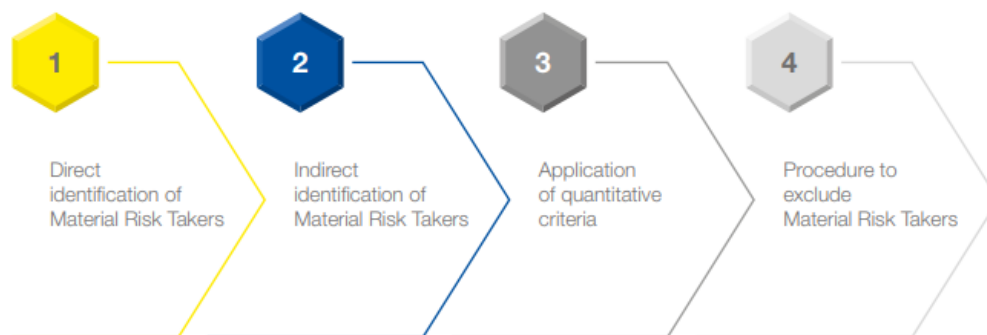 1
Direct
identification of
Material Risk Takers
2
Indirect
identification of
Material Risk Takers
3
Application
of quantitative
criteria
4
Procedure to
exclude
Material Risk Takers